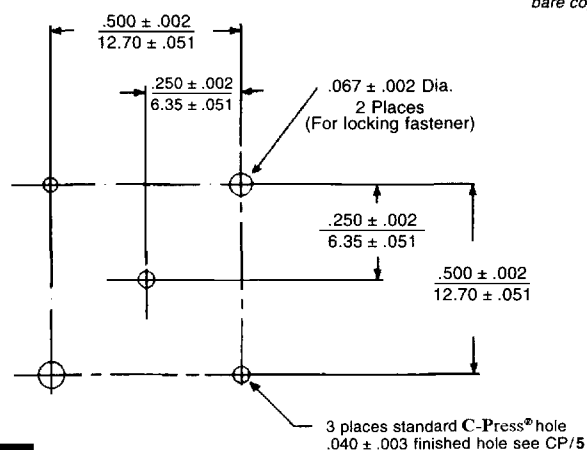 bare co
.500 ± .002
12.70 ± .051
.250 ± .002
6.35 ± .051
.067 ± .002 Dia.
2 Places
(For locking fastener)
.250 ± .002
6.35 ± .051
.500 ± .002
12.70 ± .051
3 places standard C-Press® hole
.040 ± .003 finished hole see CP/5